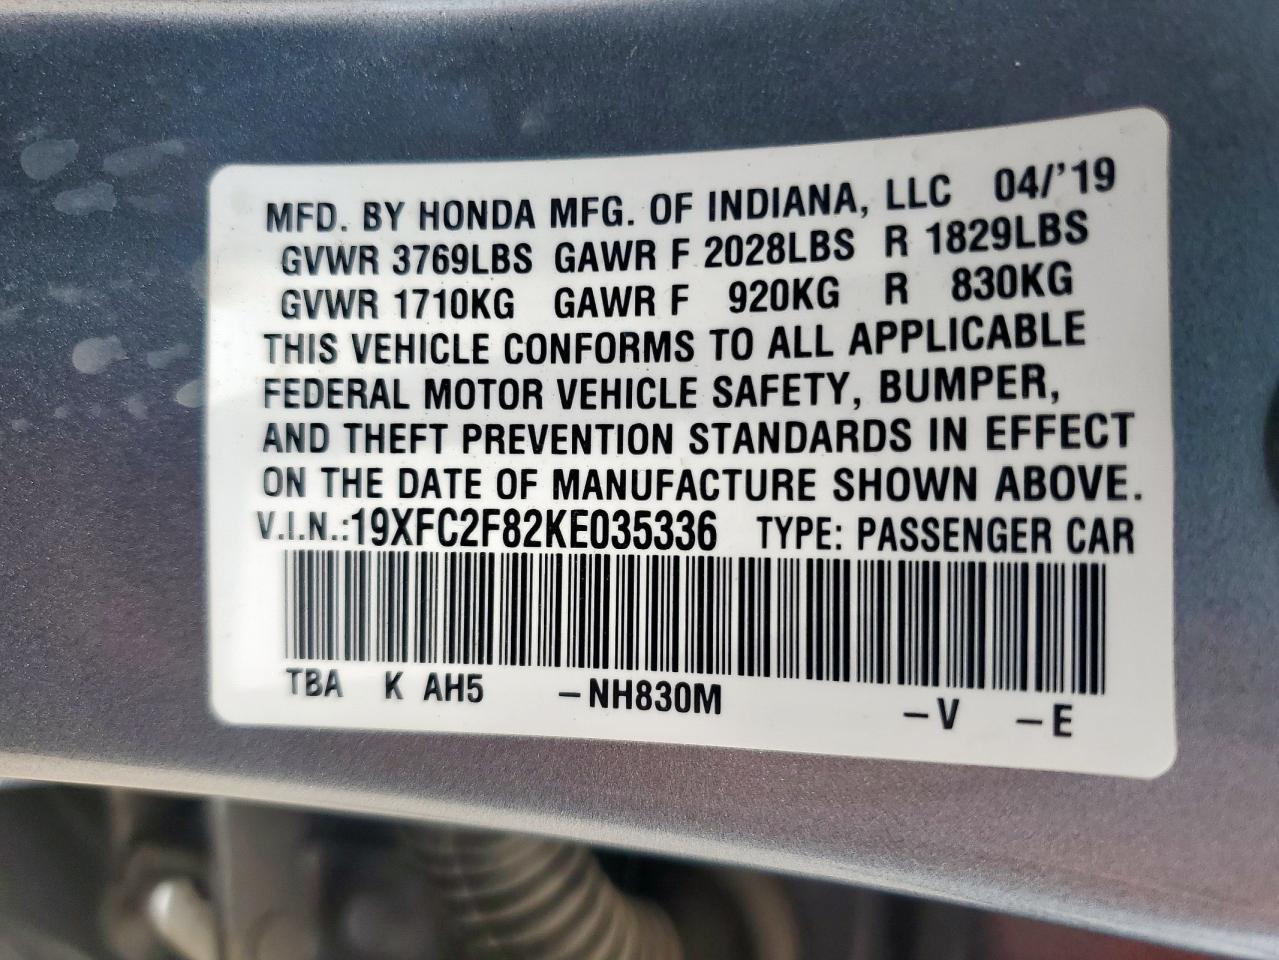 MFD. BY HONDA MFG. OF INDIANA, LLC 04/'19
GVWR 3769LBS GAWR F 2028LBS R 1829LBS
GVWR 1710KG GAWR F 920KG R 830KG
THIS VEHICLE CONFORMS TO ALL APPLICABLE
FEDERAL MOTOR VEHICLE SAFETY, BUMPER,
AND THEFT PREVENTION STANDARDS IN EFFECT
ON THE DATE OF MANUFACTURE SHOWN ABOVE.
V.I.N.:19XFC2F82KE035336 TYPE: PASSENGER CAR
TBA K AH5 –NH830M –V –E